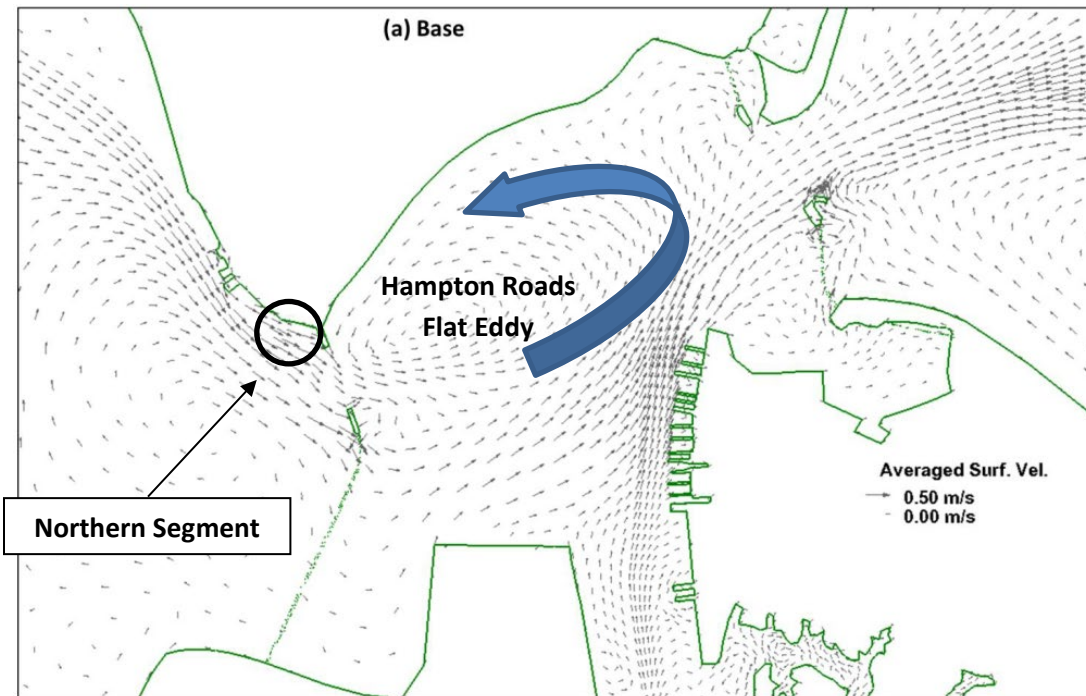 (a) Base
Hampton Roads
Flat Eddy
Northern Segment
Averaged Surf. Vel.
0.50 m/s
0.00 m/s